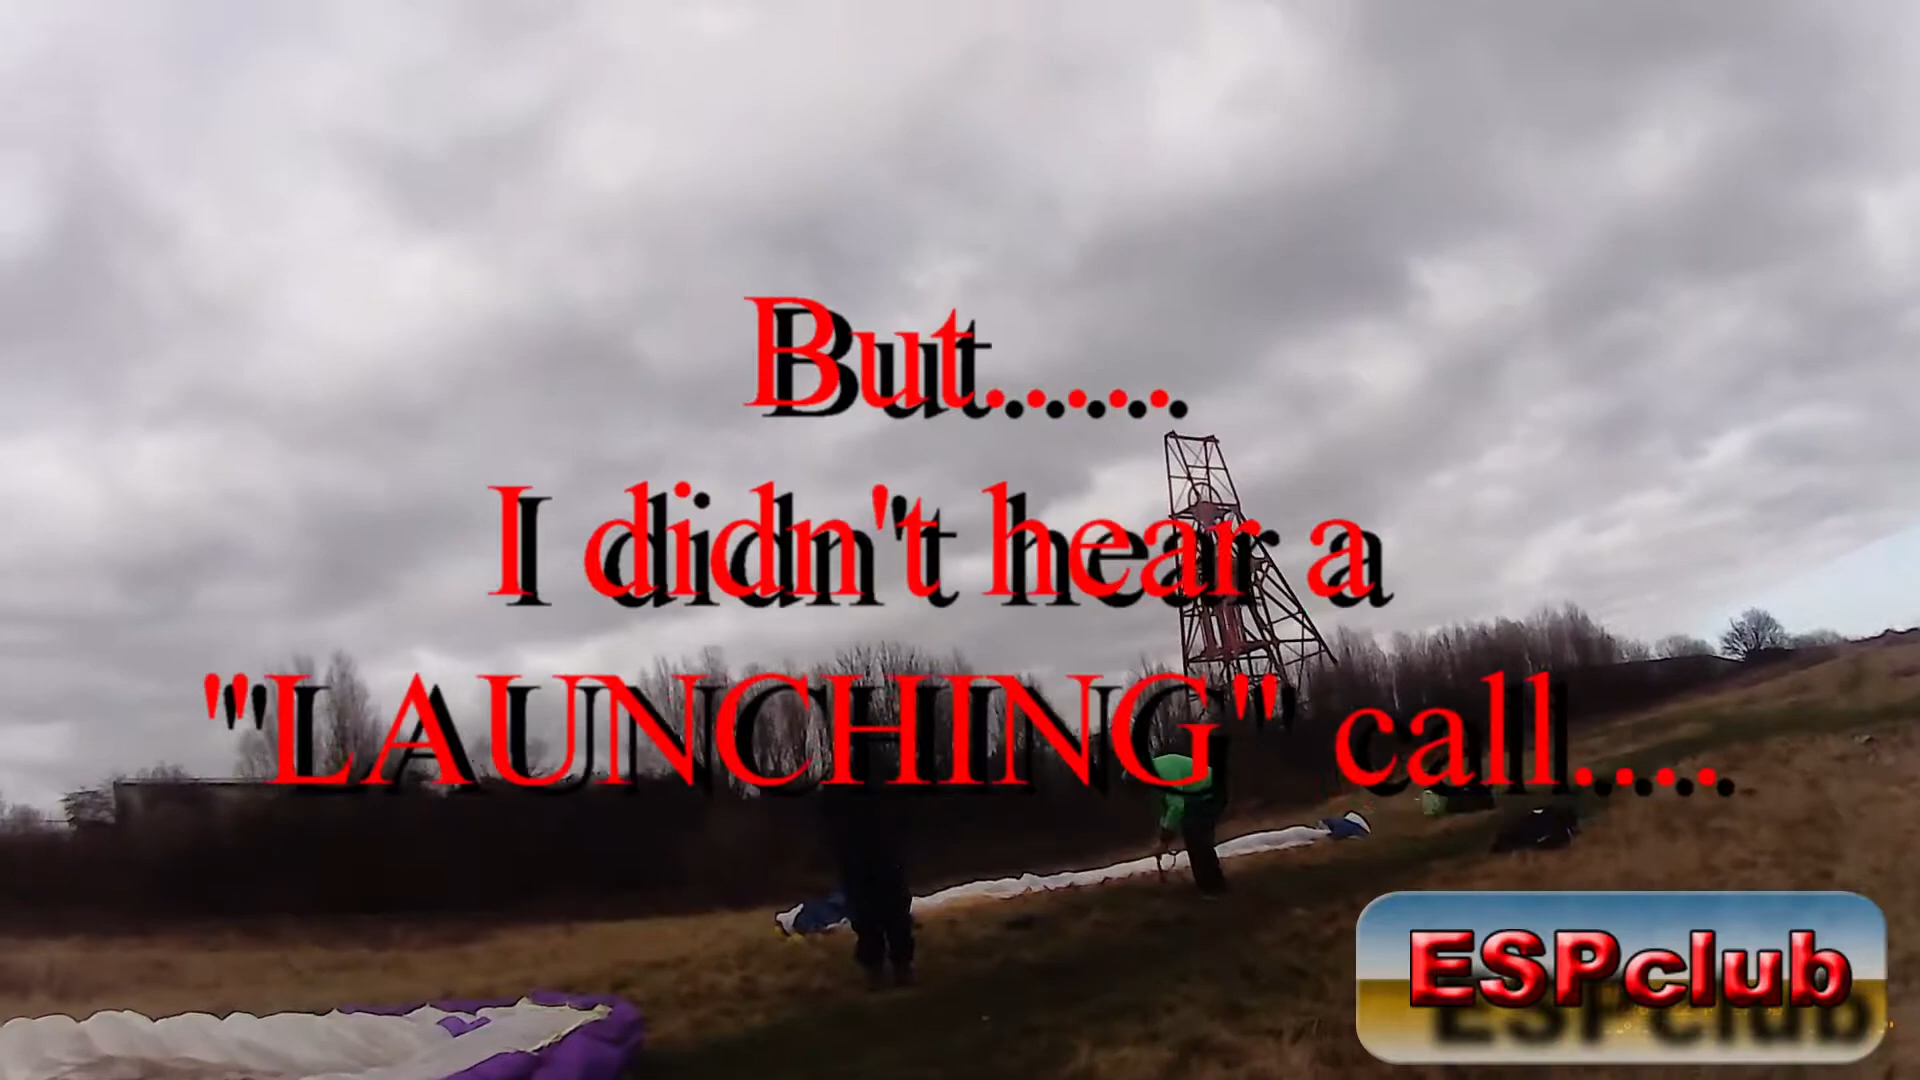 But.......
I didn't hear a
"LAUNCHING" call....
ESPclub